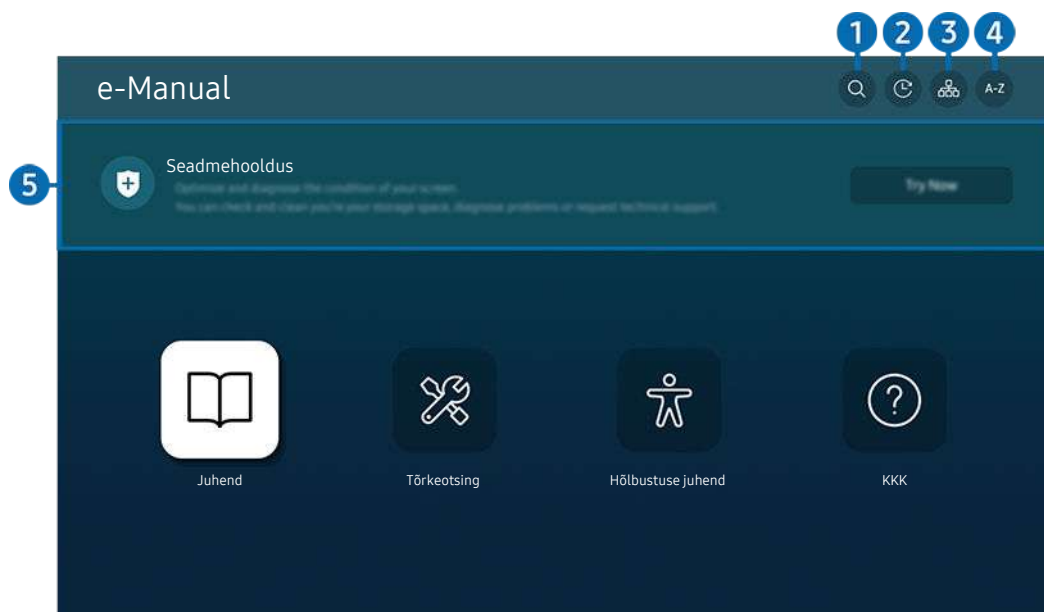 1 2 3 4
e-Manual
A-Z
5
Seadmehooldus
Optimize and diagnose the condition of your screen.
You can check and clean you're your storage space, diagnose problems or request technical support.
Try Now
Juhend
Tõrkeotsing
Hõlbustuse juhend
KKK